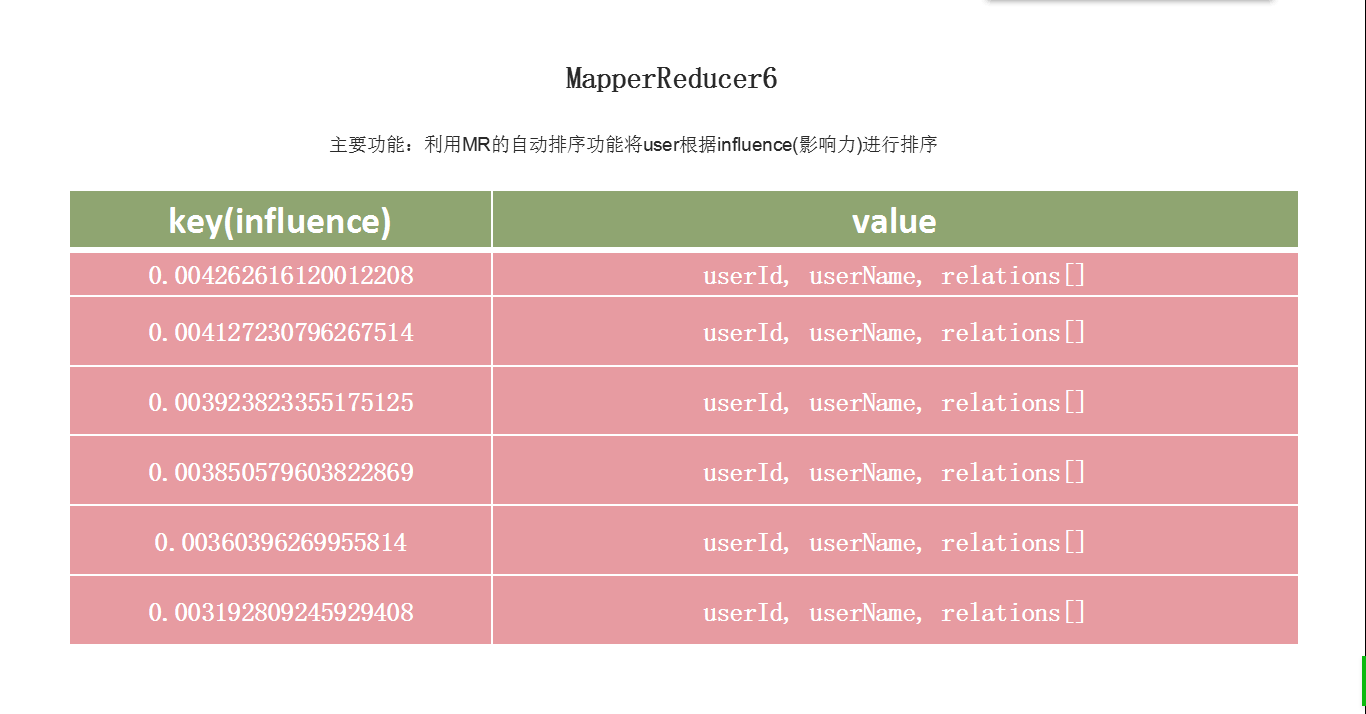 MapperReducer6
主要功能：利用MR的自动排序功能将user根据influence(影响力)进行排序
key(influence) value
0.004262616120012208 userId, userName, relations[]
0.004127230796267514 userId, userName, relations[]
0.003923823355175125 userId, userName, relations[]
0.003850579603822869 userId, userName, relations[]
0.00360396269955814 userId, userName, relations[]
0.003192809245929408 userId, userName, relations[]